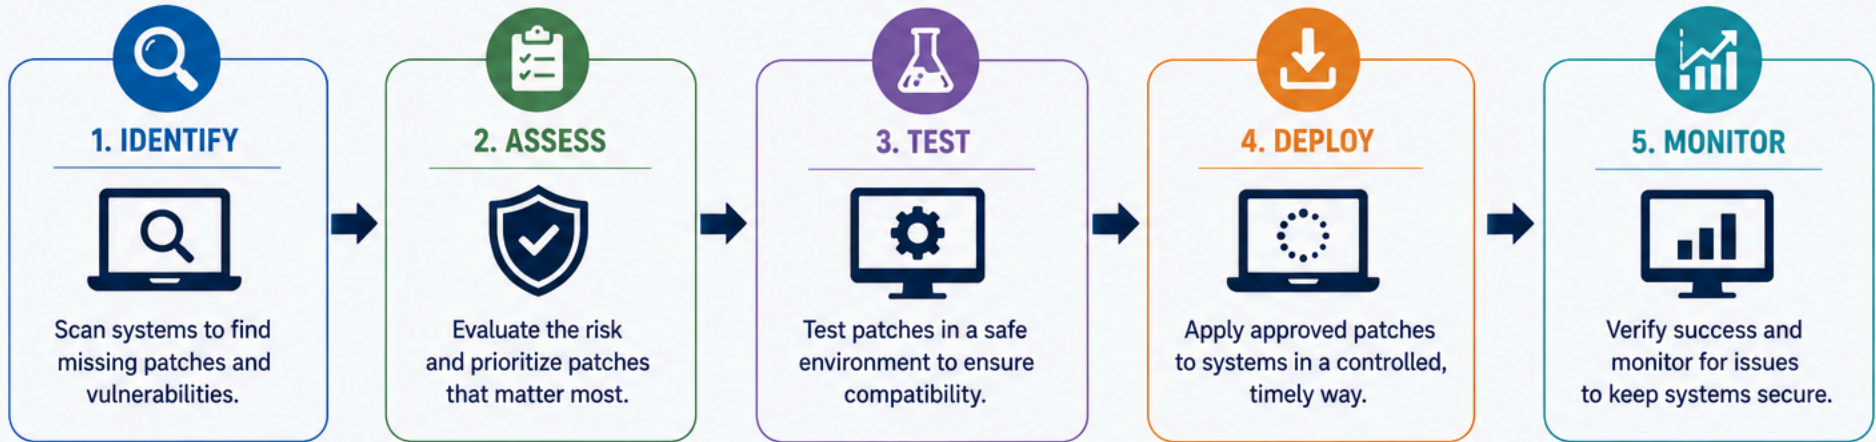 1. IDENTIFY
Scan systems to find
missing patches and
vulnerabilities.
2. ASSESS
Evaluate the risk
and prioritize patches
that matter most.
3. TEST
Test patches in a safe
environment to ensure
compatibility.
4. DEPLOY
Apply approved patches
to systems in a controlled,
timely way.
5. MONITOR
Verify success and
monitor for issues
to keep systems secure.